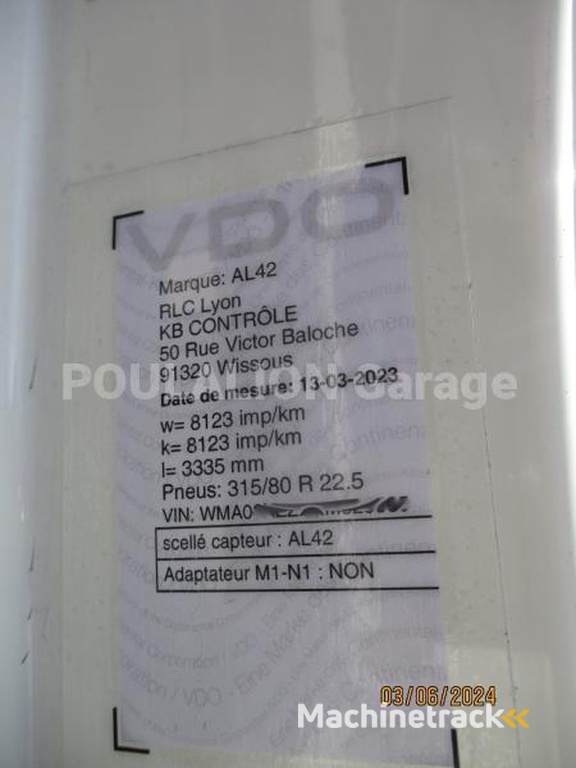 VDO
Marque: AL42
RLC Lyon
KB CONTRÔLE
50 Rue Victor Baloche
91320 Wissous
POULAILLON Garage
Date de mesure: 13-03-2023
w= 8123 imp/km
k= 8123 imp/km
l= 3335 mm
Pneus: 315/80 R 22.5
VIN: WMA0
scellé capteur : AL42
Adaptateur M1-N1 : NON
03/06/2024
Machinetrack